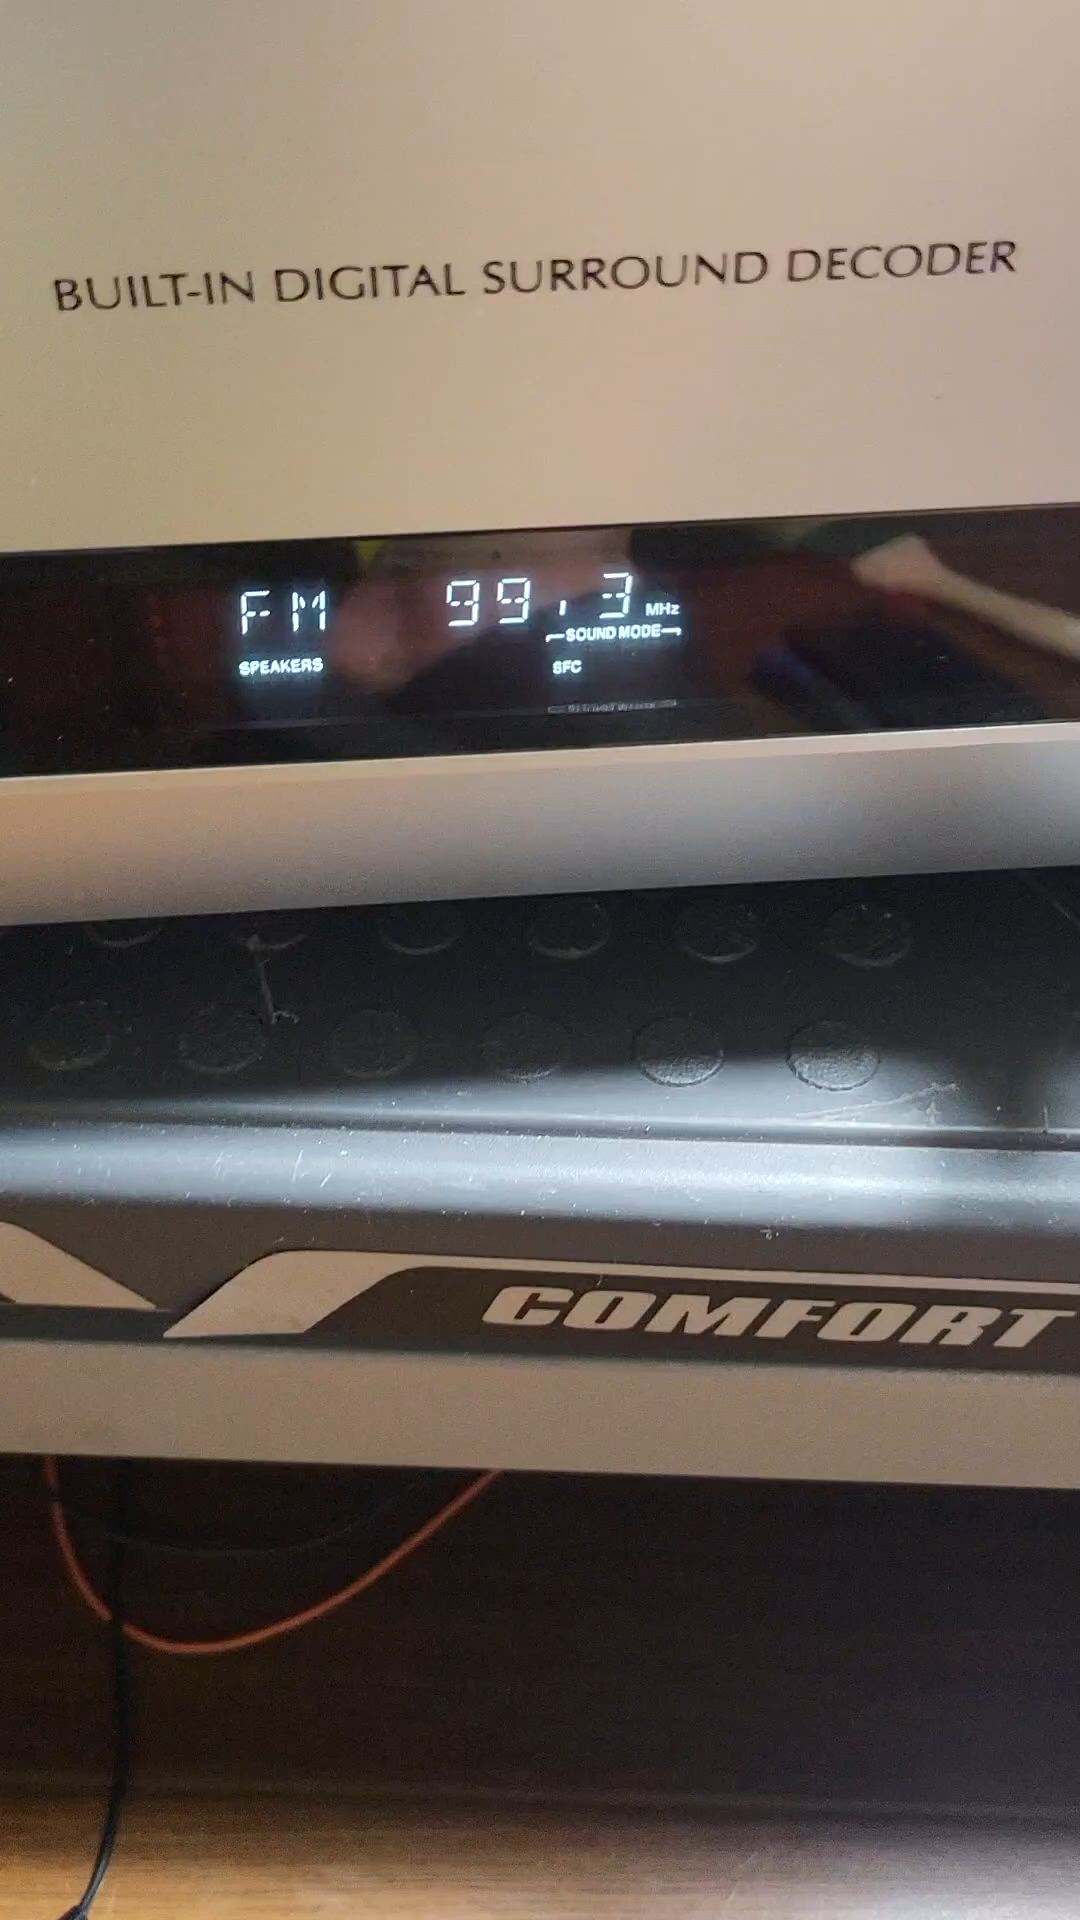 BUILT-IN DIGITAL SURROUND DECODER
FM 99.3 MHz
SOUND MODE
SPEAKERS SFC
COMFORT